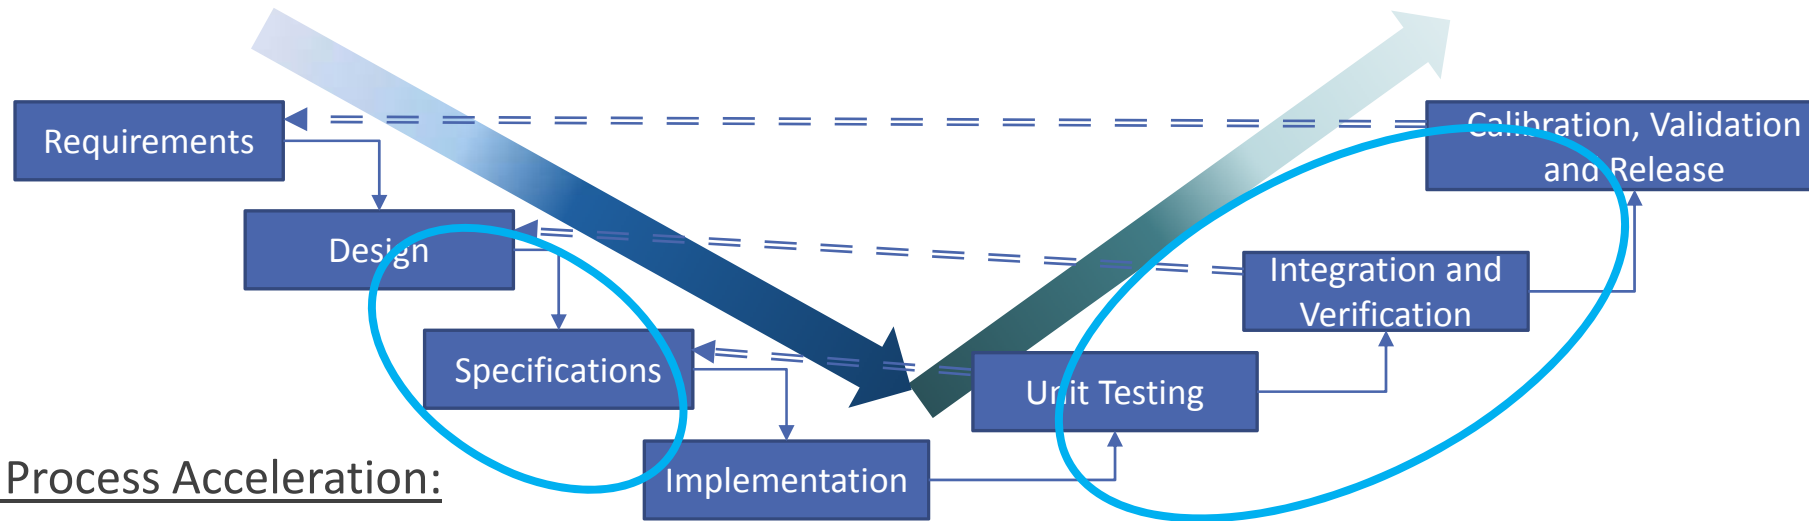 Requirements
Calibration, Validation
and Release
Design
Integration and
Verification
Specifications
Unit Testing
Implementation
Process Acceleration: